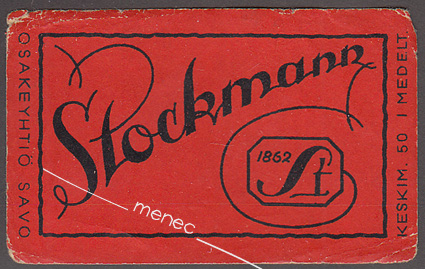 OSAKEYHTIÖ SAVO
Stockmann
1862
St
KESKIM. 50 I MEDELT.
menec